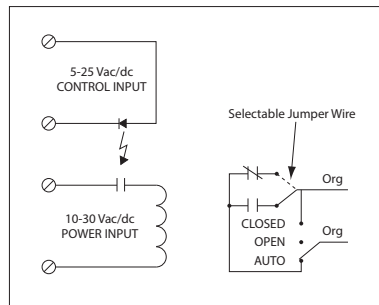 5-25 Vac/dc
CONTROL INPUT
Selectable Jumper Wire
Org
10-30 Vac/dc
POWER INPUT
CLOSED
OPEN
AUTO
Org